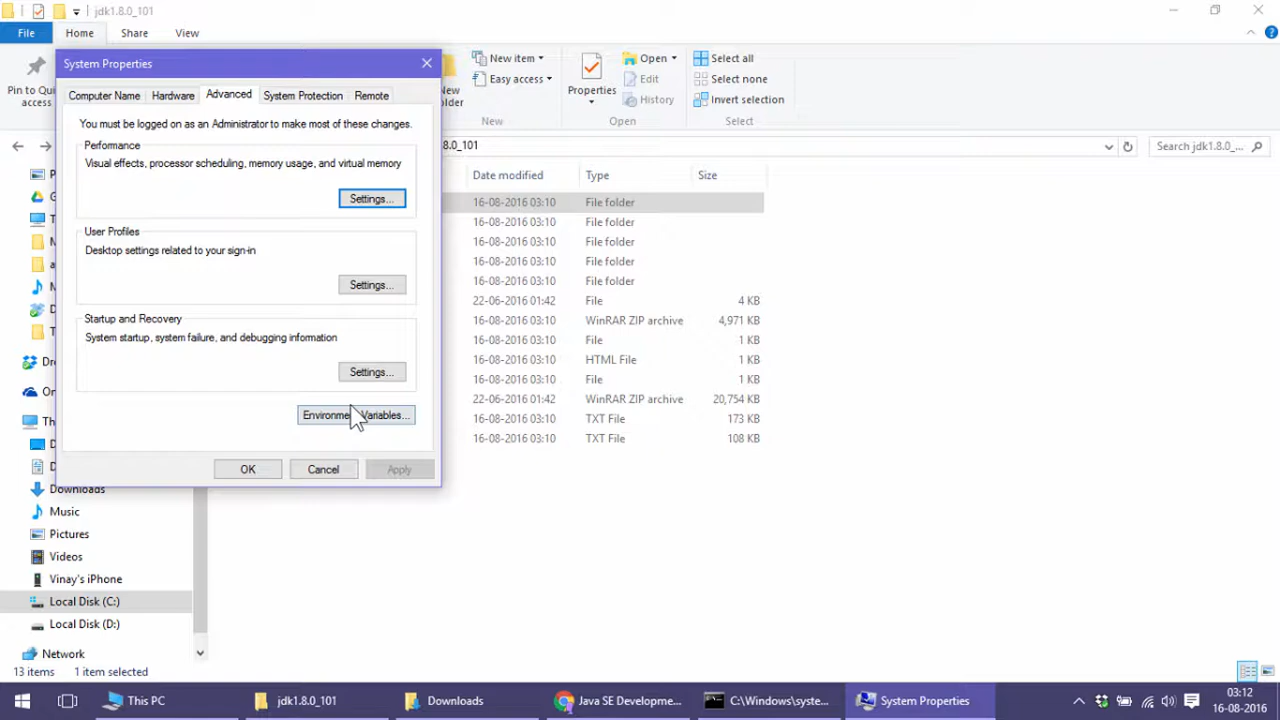 jdk1.8.0_101
File
Home
Share
View
Pin to Qu
access
New item
Easy access
older
New
Properties
Open
Edit
History
Open
Select all
Select none
Invert selection
Select
System Properties
Computer Name
Hardware
Advanced
System Protection
Remote
You must be logged on as an Administrator to make most of these changes.
Performance
Visual effects, processor scheduling, memory usage, and virtual memory
Settings...
User Profiles
Desktop settings related to your sign-in
Settings...
Startup and Recovery
System startup, system failure, and debugging information
Settings...
Environme Variables...
OK
Cancel
Apply
8.0_101
Search jdk1.8.0_...
Date modified
Type
Size
16-08-2016 03:10 File folder
16-08-2016 03:10 File folder
16-08-2016 03:10 File folder
16-08-2016 03:10 File folder
16-08-2016 03:10 File folder
22-06-2016 01:42 File 4 KB
16-08-2016 03:10 WinRAR ZIP archive 4,971 KB
16-08-2016 03:10 File 1 KB
16-08-2016 03:10 HTML File 1 KB
16-08-2016 03:10 File 1 KB
22-06-2016 01:42 WinRAR ZIP archive 20,754 KB
16-08-2016 03:10 TXT File 173 KB
16-08-2016 03:10 TXT File 108 KB
Dr
On
Th
Downloads
Music
Pictures
Videos
Vinay's iPhone
Local Disk (C:)
Local Disk (D:)
Network
13 items
1 item selected
This PC
jdk1.8.0_101
Downloads
Java SE Developme...
C:\Windows\syste...
System Properties
03:12
16-08-2016